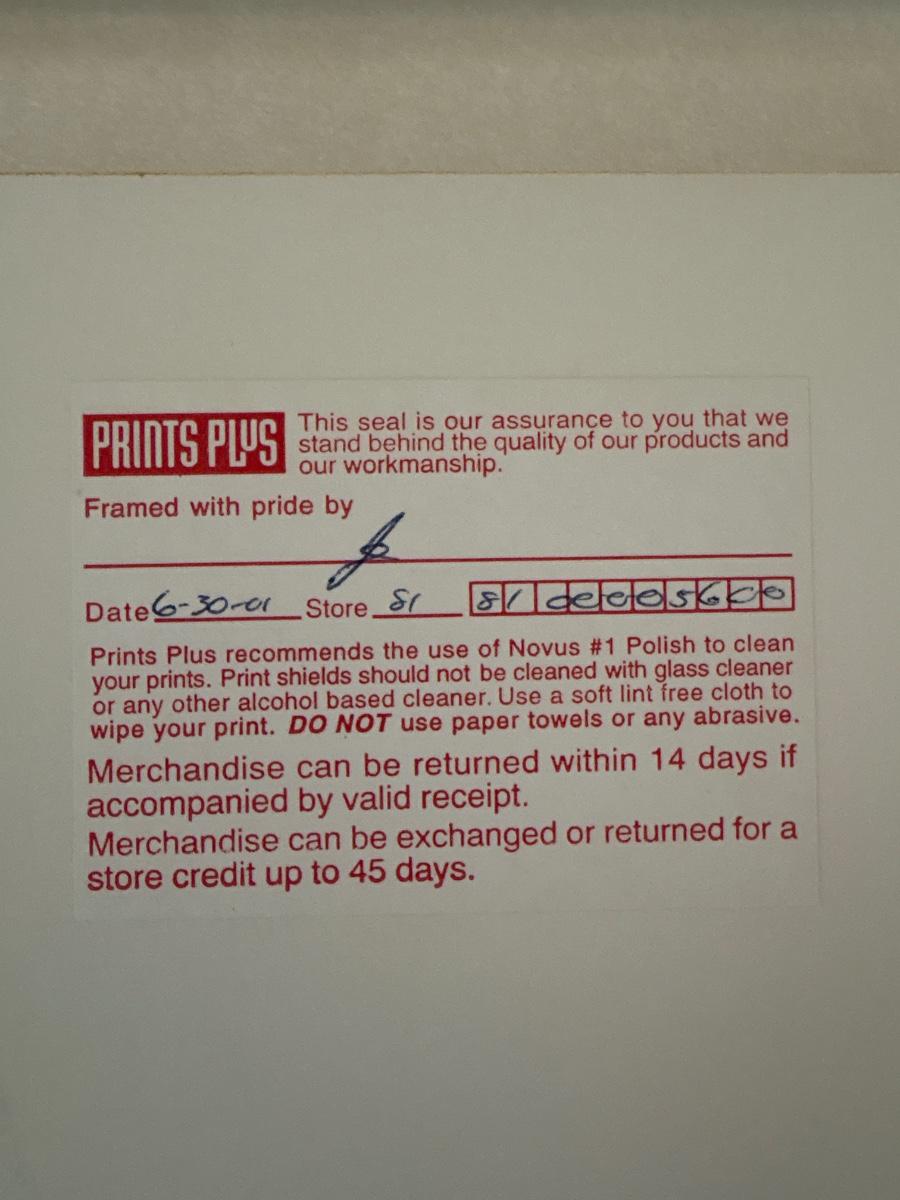 PRINTS PLUS
This seal is our assurance to you that we
stand behind the quality of our products and
our workmanship.
Framed with pride by
Date 6-30-01 Store 81
Prints Plus recommends the use of Novus #1 Polish to clean
your prints. Print shields should not be cleaned with glass cleaner
or any other alcohol based cleaner. Use a soft lint free cloth to
wipe your print. DO NOT use paper towels or any abrasive.
Merchandise can be returned within 14 days if
accompanied by valid receipt.
Merchandise can be exchanged or returned for a
store credit up to 45 days.